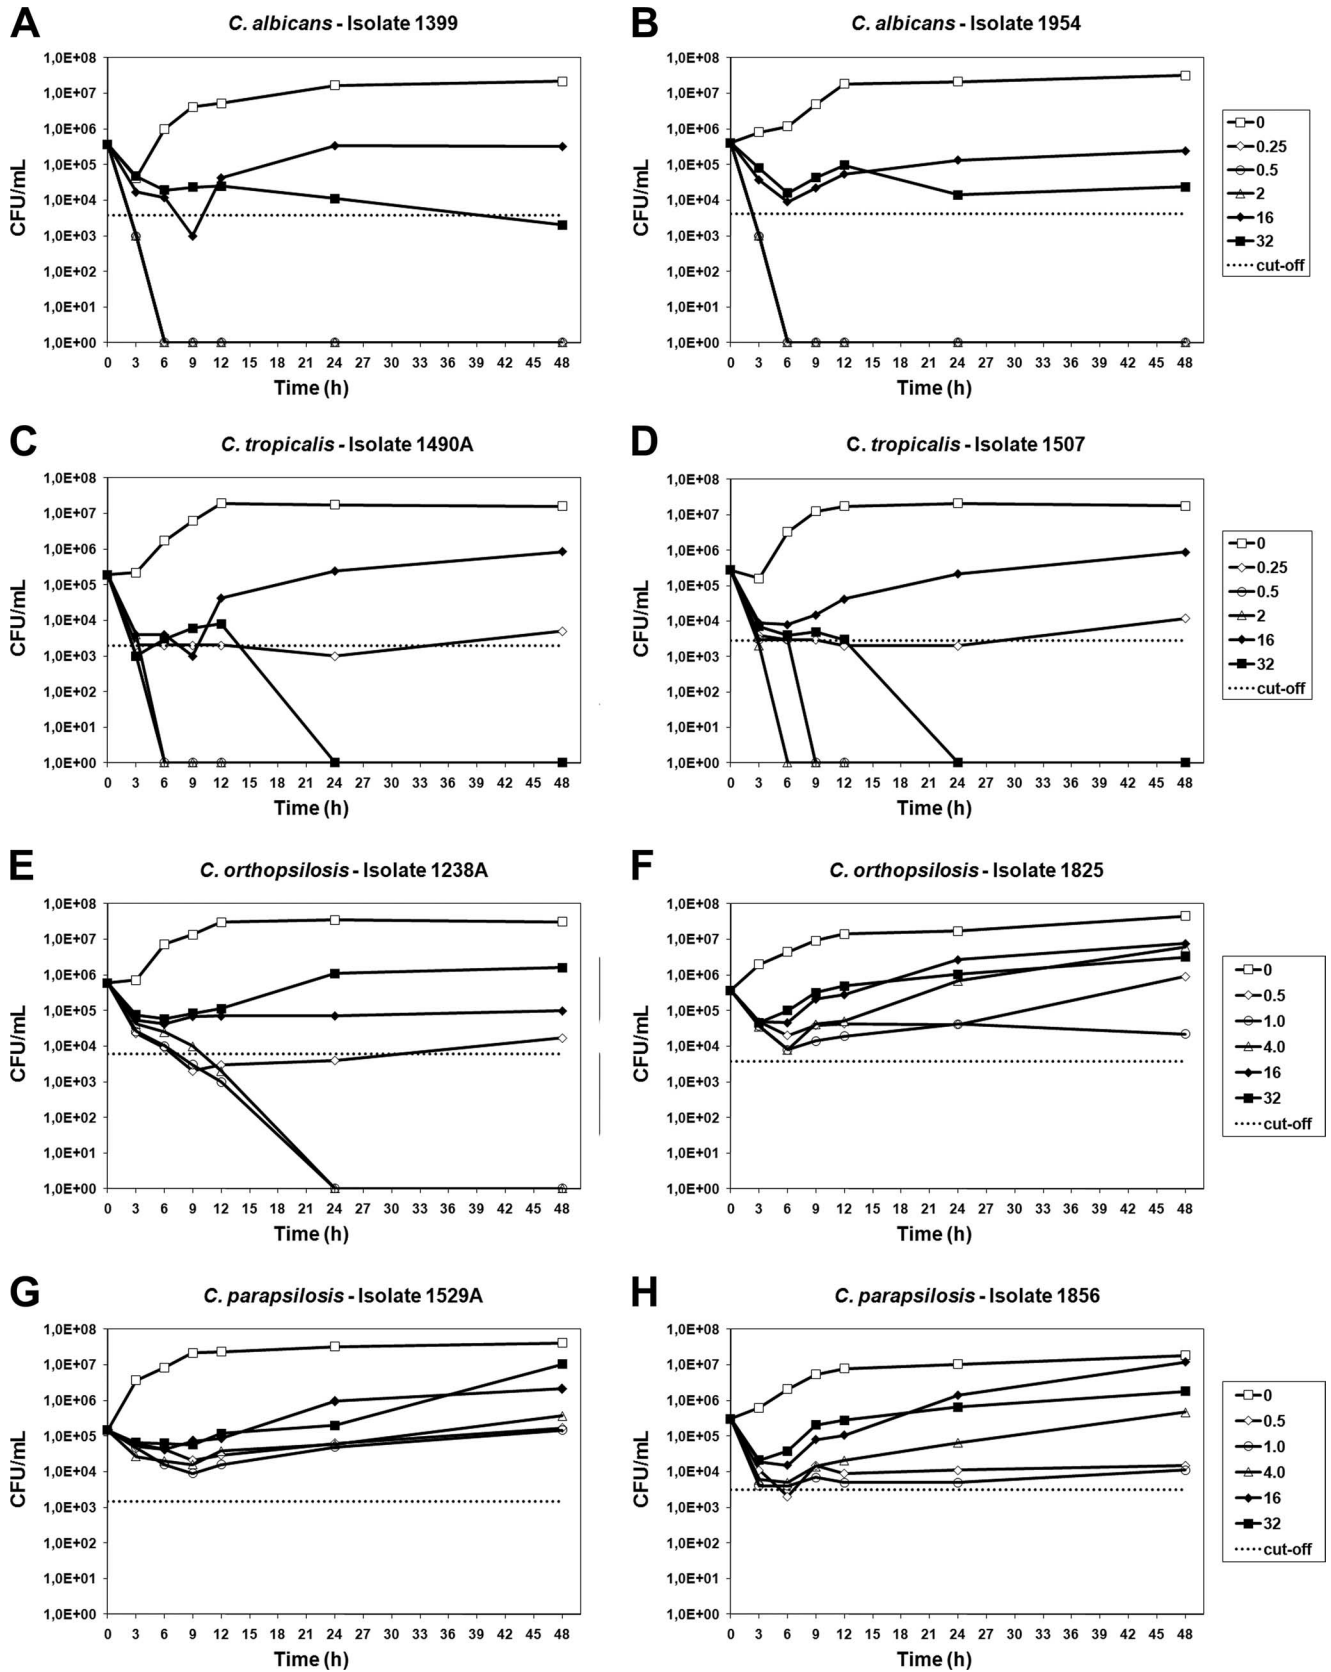 A
C. albicans - Isolate 1399
1,0E+08
1,0E+07
1,0E+06
1,0E+05
1,0E+04
1,0E+03
1,0E+02
1,0E+01
1,0E+00
CFU/mL
0 3 6 9 12 15 18 21 24 27 30 33 36 39 42 45 48
Time (h)
B
C. albicans - Isolate 1954
1,0E+08
1,0E+07
1,0E+06
1,0E+05
1,0E+04
1,0E+03
1,0E+02
1,0E+01
1,0E+00
CFU/mL
0 3 6 9 12 15 18 21 24 27 30 33 36 39 42 45 48
Time (h)
0
0.25
0.5
2
16
32
cut-off
C
C. tropicalis - Isolate 1490A
1,0E+08
1,0E+07
1,0E+06
1,0E+05
1,0E+04
1,0E+03
1,0E+02
1,0E+01
1,0E+00
CFU/mL
0 3 6 9 12 15 18 21 24 27 30 33 36 39 42 45 48
Time (h)
D
C. tropicalis - Isolate 1507
1,0E+08
1,0E+07
1,0E+06
1,0E+05
1,0E+04
1,0E+03
1,0E+02
1,0E+01
1,0E+00
CFU/mL
0 3 6 9 12 15 18 21 24 27 30 33 36 39 42 45 48
Time (h)
0
0.25
0.5
2
16
32
cut-off
E
C. orthopsilosis - Isolate 1238A
1,0E+08
1,0E+07
1,0E+06
1,0E+05
1,0E+04
1,0E+03
1,0E+02
1,0E+01
1,0E+00
CFU/mL
0 3 6 9 12 15 18 21 24 27 30 33 36 39 42 45 48
Time (h)
F
C. orthopsilosis - Isolate 1825
1,0E+08
1,0E+07
1,0E+06
1,0E+05
1,0E+04
1,0E+03
1,0E+02
1,0E+01
1,0E+00
CFU/mL
0 3 6 9 12 15 18 21 24 27 30 33 36 39 42 45 48
Time (h)
0
0.5
1.0
4.0
16
32
cut-off
G
C. parapsilosis - Isolate 1529A
1,0E+08
1,0E+07
1,0E+06
1,0E+05
1,0E+04
1,0E+03
1,0E+02
1,0E+01
1,0E+00
CFU/mL
0 3 6 9 12 15 18 21 24 27 30 33 36 39 42 45 48
Time (h)
H
C. parapsilosis - Isolate 1856
1,0E+08
1,0E+07
1,0E+06
1,0E+05
1,0E+04
1,0E+03
1,0E+02
1,0E+01
1,0E+00
CFU/mL
0 3 6 9 12 15 18 21 24 27 30 33 36 39 42 45 48
Time (h)
0
0.5
1.0
4.0
16
32
cut-off